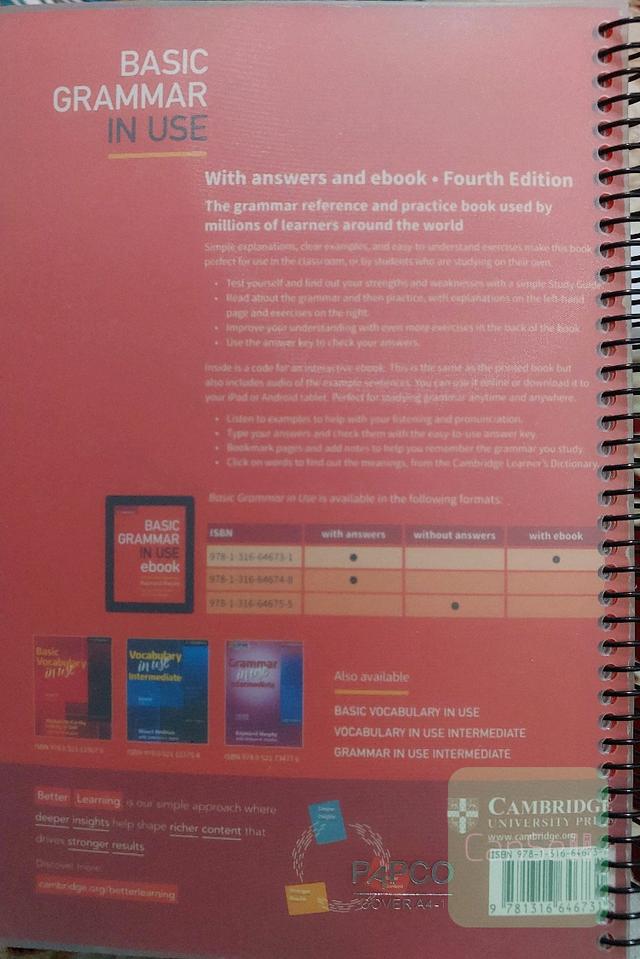 BASIC
GRAMMAR
IN USE
With answers and ebook • Fourth Edition
The grammar reference and practice book used by
millions of learners around the world
Simple explanations, clear examples, and easy-to-understand exercises make this book
perfect for use in the classroom, or by students who are studying on their own.
• Test yourself and find out your strengths and weaknesses with a simple Study Guide
• Read about the grammar and then practice, with explanations on the left-hand
page and exercises on the right.
• Improve your understanding with even more exercises in the back of the book.
• Use the answer key to check your answers.
Inside is a code for an interactive ebook. This is the same as the printed book but
also includes audio of the example sentences. You can use it online or download it to
your iPad or Android tablet. Perfect for studying grammar anytime and anywhere.
• Listen to examples to help with your listening and pronunciation.
• Type your answers and check them with the easy-to-use answer key.
• Bookmark pages and add notes to help you remember the grammar you study.
• Click on words to find out the meanings, from the Cambridge Learner's Dictionary.
Basic Grammar in Use is available in the following formats:
BASIC
GRAMMAR
IN USE
ebook
ISBN with answers without answers with ebook
978-1-316-64673-1 • •
978-1-316-64674-8 •
978-1-316-64675-5 •
Basic
Vocabulary
in use
Vocabulary
in use
Intermediate
Grammar
in use
Intermediate
Raymond Murphy
Also available
BASIC VOCABULARY IN USE
VOCABULARY IN USE INTERMEDIATE
GRAMMAR IN USE INTERMEDIATE
Better Learning is our simple approach where
deeper insights help shape richer content that
drives stronger results.
Discover more:
cambridge.org/betterlearning
PAPCO
COVER A4-1
CAMBRIDGE
UNIVERSITY
www.cambridge.org
ISBN 978-1-316-64673
9 781316 646731